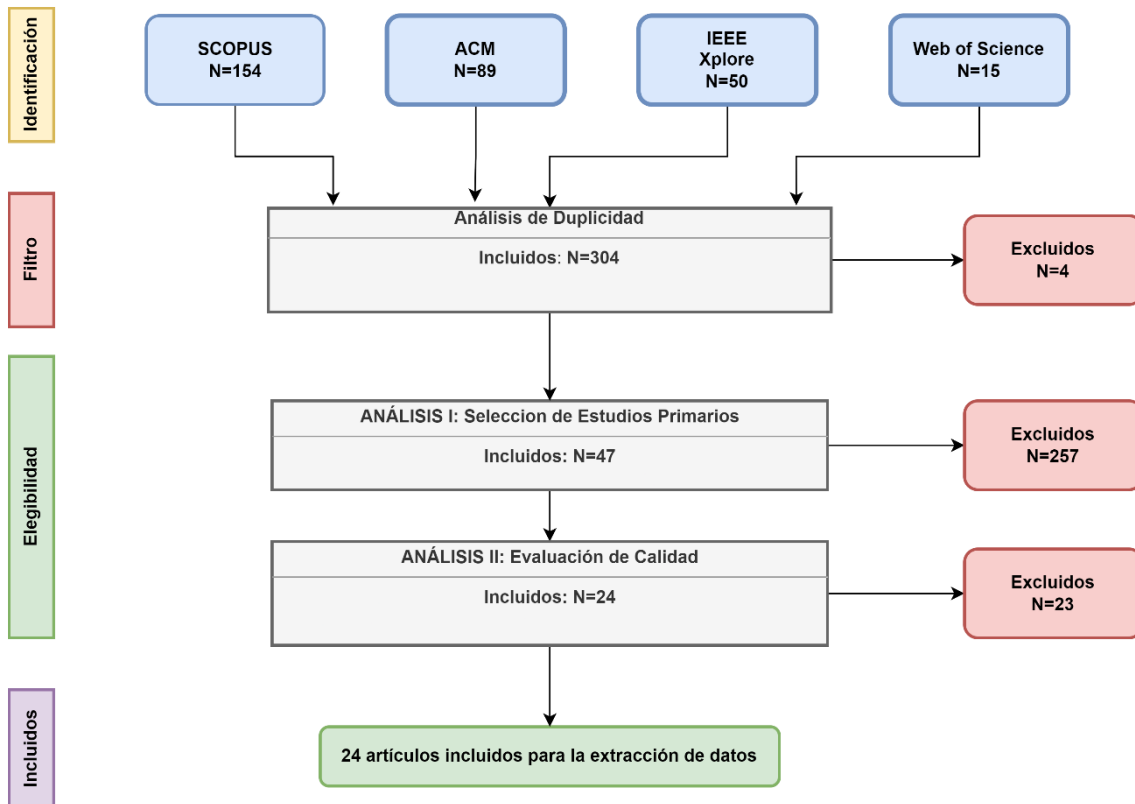 Identificación
SCOPUS
N=154
ACM
N=89
IEEE
Xplore
N=50
Web of Science
N=15
Filtro
Análisis de Duplicidad
Incluidos: N=304
Excluidos
N=4
Elegibilidad
ANÁLISIS I: Seleccion de Estudios Primarios
Incluidos: N=47
Excluidos
N=257
ANÁLISIS II: Evaluación de Calidad
Incluidos: N=24
Excluidos
N=23
Incluidos
24 artículos incluidos para la extracción de datos